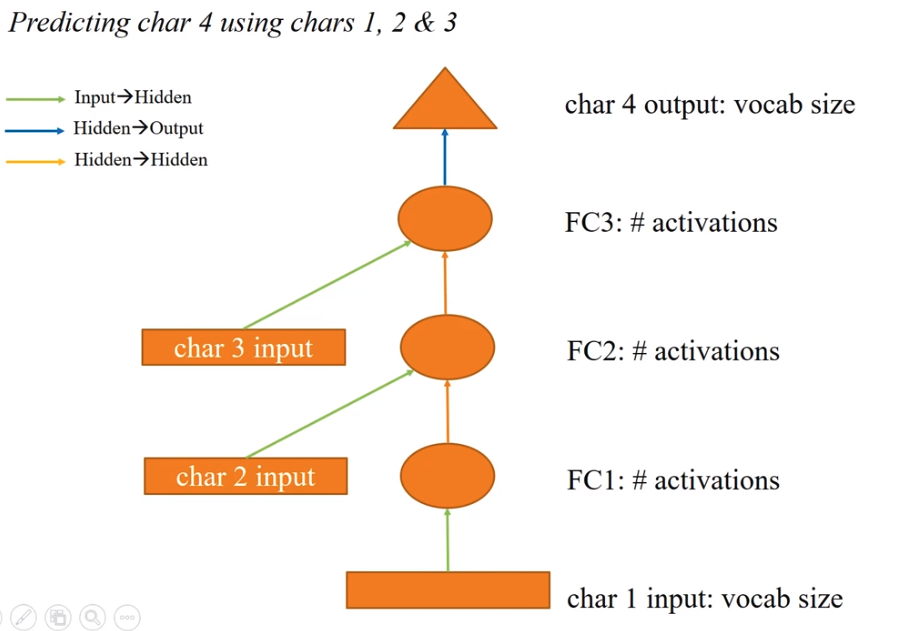 Predicting char 4 using chars 1, 2 & 3
Input→Hidden
Hidden→Output
Hidden→Hidden
char 4 output: vocab size
FC3: # activations
char 3 input
FC2: # activations
char 2 input
FC1: # activations
char 1 input: vocab size